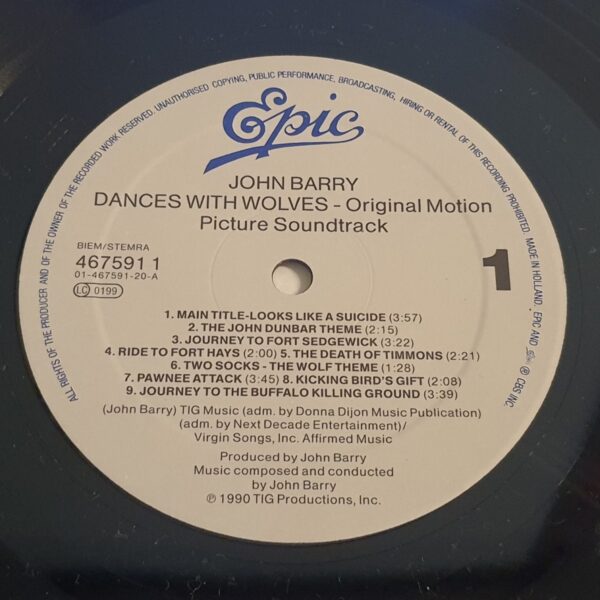 ALL RIGHTS OF THE PRODUCER AND OF THE OWNER OF THE RECORDED WORK RESERVED. UNAUTHORISED COPYING, PUBLIC PERFORMANCE, BROADCASTING, HIRING OR RENTAL OF THIS RECORDING PROHIBITED. MADE IN HOLLAND. EPIC AND ® CBS INC.
Epic
JOHN BARRY
DANCES WITH WOLVES - Original Motion
Picture Soundtrack
BIEM/STEMRA
467591 1
01-467591-20-A
LC 0199
1
1. MAIN TITLE-LOOKS LIKE A SUICIDE (3:57)
2. THE JOHN DUNBAR THEME (2:15)
3. JOURNEY TO FORT SEDGEWICK (3:22)
4. RIDE TO FORT HAYS (2:00) 5. THE DEATH OF TIMMONS (2:21)
6. TWO SOCKS - THE WOLF THEME (1:28)
7. PAWNEE ATTACK (3:45) 8. KICKING BIRD'S GIFT (2:08)
9. JOURNEY TO THE BUFFALO KILLING GROUND (3:39)
(John Barry) TIG Music (adm. by Donna Dijon Music Publication)
(adm. by Next Decade Entertainment)/
Virgin Songs, Inc. Affirmed Music
Produced by John Barry
Music composed and conducted
by John Barry
℗ 1990 TIG Productions, Inc.